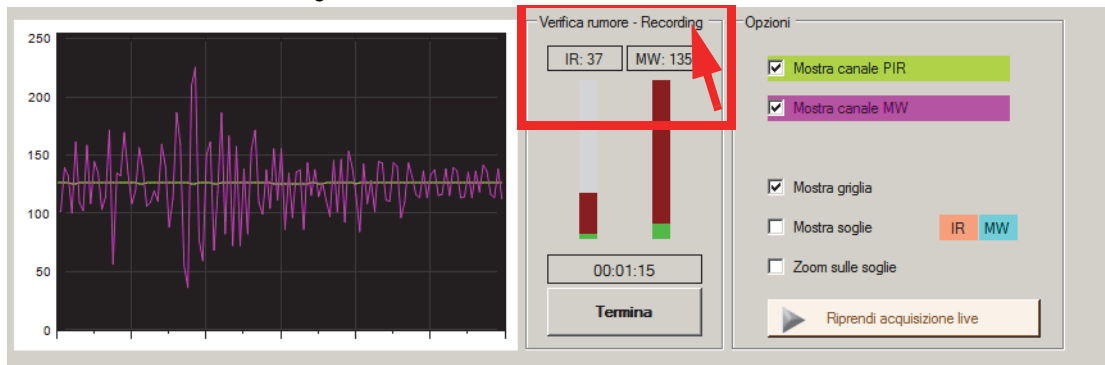 Verifica rumore - Recording
Opzioni
250
200
150
100
50
0
IR: 37
MW: 135
00:01:15
Termina
Mostra canale PIR
Mostra canale MW
Mostra griglia
Mostra soglie
IR
MW
Zoom sulle soglie
Riprendi acquisizione live